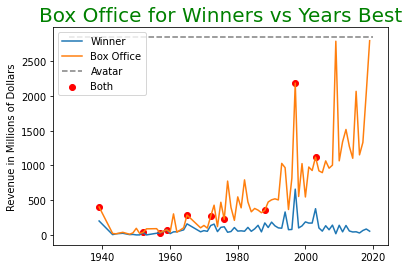 Box Office for Winners vs Years Best
Revenue in Millions of Dollars
Winner
Box Office
Avatar
Both
2500
2000
1500
1000
500
0
1940
1960
1980
2000
2020